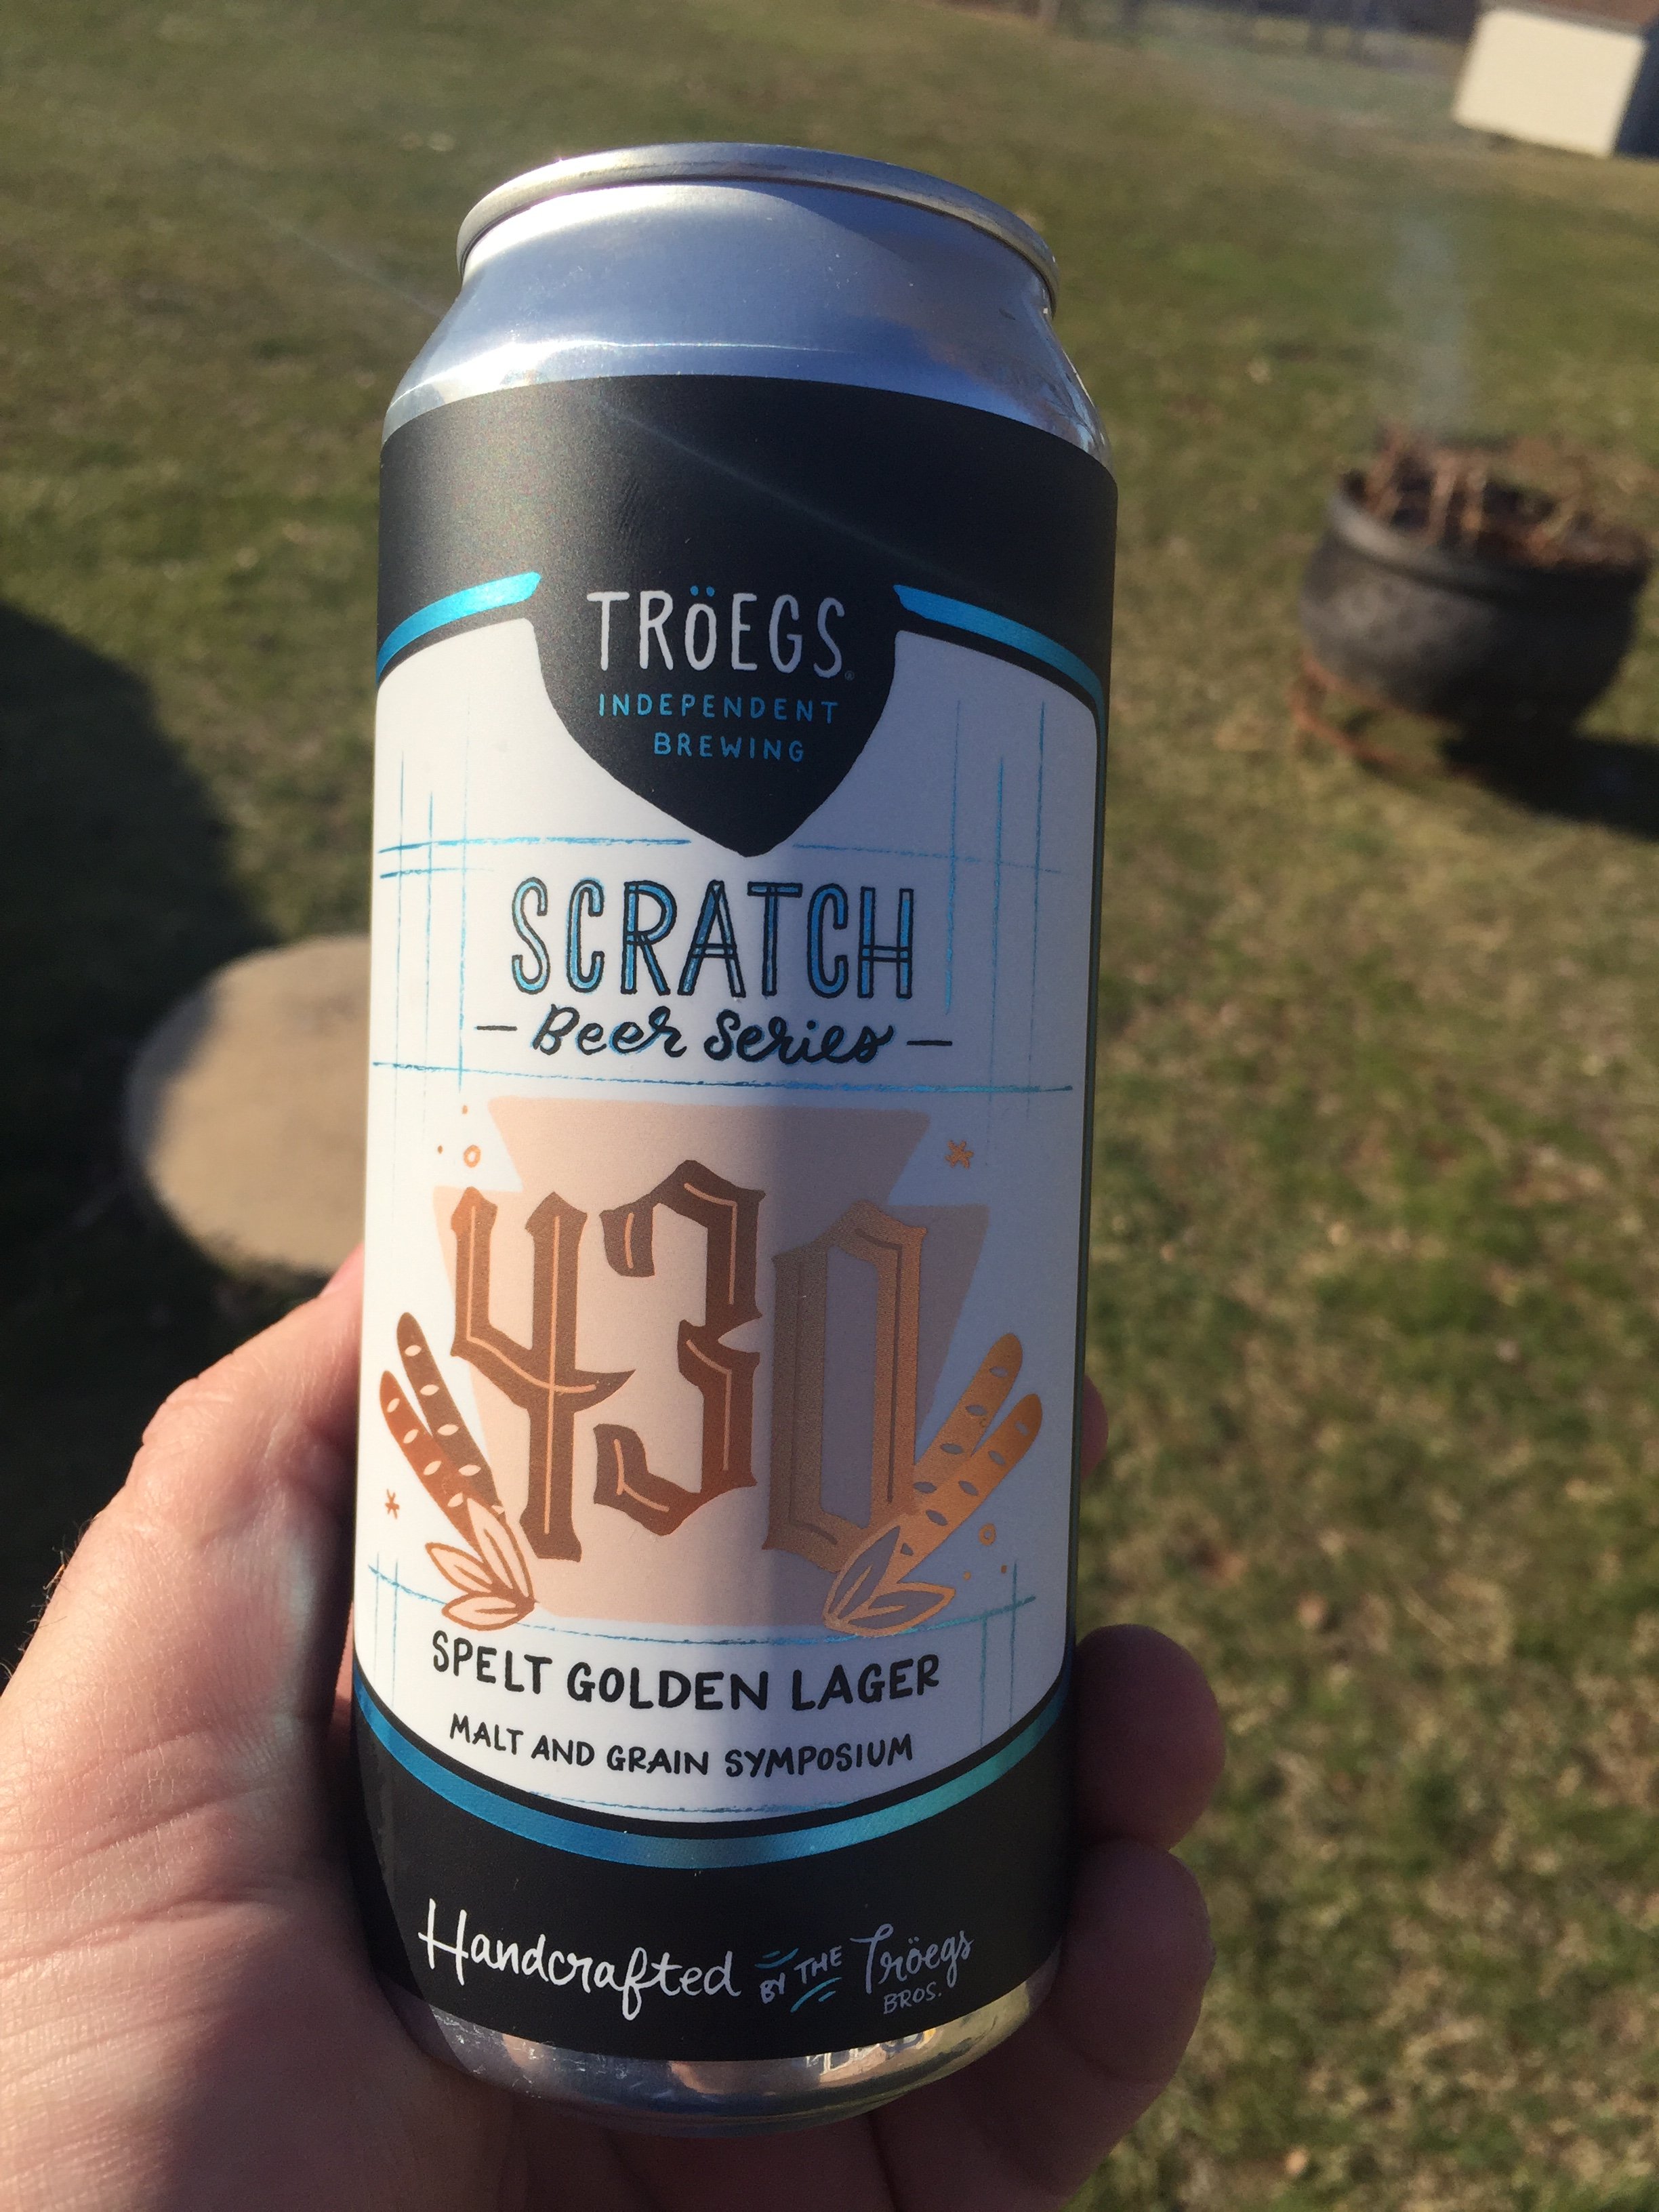 TRÖEGS®
INDEPENDENT
BREWING
SCRATCH
— Beer Series —
430
SPELT GOLDEN LAGER
MALT AND GRAIN SYMPOSIUM
Handcrafted BY THE Tröegs
BROS.